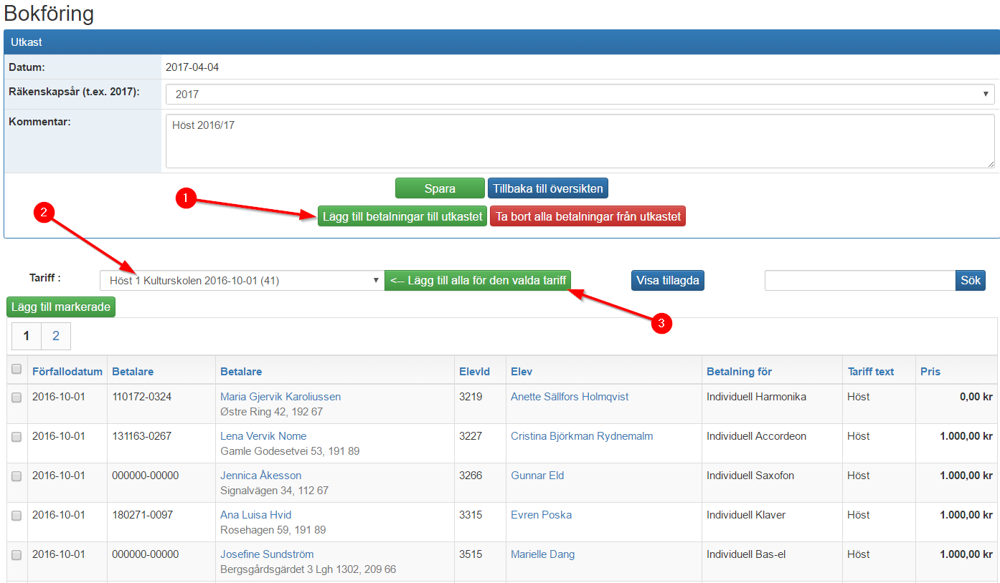 Bokföring
Utkast
Datum: 2017-04-04
Räkenskapsår (t.ex. 2017): 2017
Kommentar: Höst 2016/17
Spara Tillbaka till översikten
1
Lägg till betalningar till utkastet Ta bort alla betalningar från utkastet
2
Tariff : Höst 1 Kulturskolen 2016-10-01 (41) <-- Lägg till alla för den valda tariff Visa tillagda Sök
Lägg till markerade
3
1 2
Förfallodatum Betalare Betalare ElevId Elev Betalning för Tariff text Pris
2016-10-01 110172-0324 Maria Gjervik Karoliussen 3219 Anette Sällfors Holmqvist Individuell Harmonika Höst 0,00 kr
Østre Ring 42, 192 67
2016-10-01 131163-0267 Lena Vervik Nome 3227 Cristina Björkman Rydnemalm Individuell Accordeon Höst 1.000,00 kr
Gamle Godesetvei 53, 191 89
2016-10-01 000000-00000 Jennica Åkesson 3266 Gunnar Eld Individuell Saxofon Höst 1.000,00 kr
Signalvägen 34, 112 67
2016-10-01 180271-0097 Ana Luisa Hvid 3315 Evren Poska Individuell Klaver Höst 1.000,00 kr
Rosehagen 59, 191 89
2016-10-01 000000-00000 Josefine Sundström 3515 Marielle Dang Individuell Bas-el Höst 1.000,00 kr
Bergsgårdsgärdet 3 Lgh 1302, 209 66